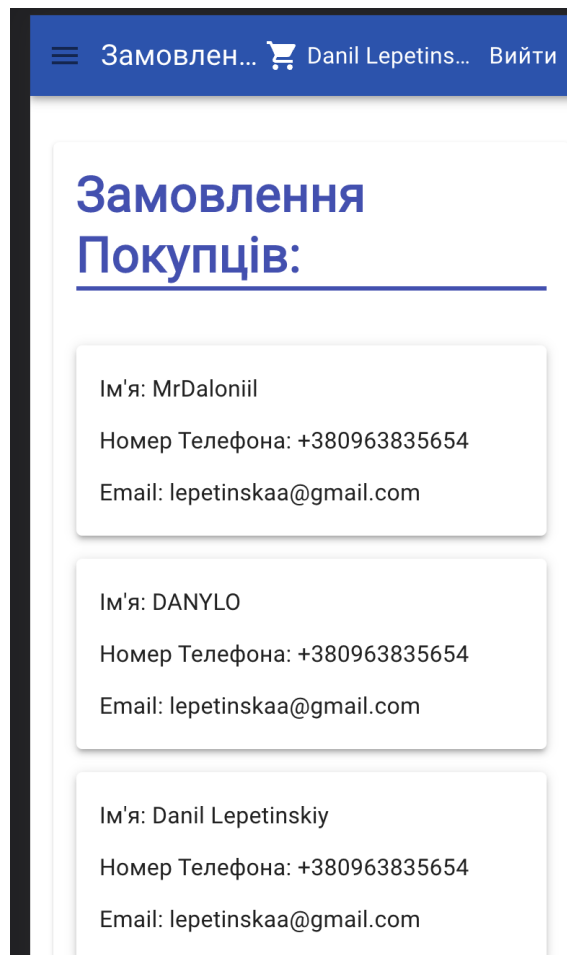 Замовлен... Danil Lepetins... Вийти
Замовлення
Покупців:
Ім'я: MrDaloniil
Номер Телефона: +380963835654
Email: lepetinskaa@gmail.com
Ім'я: DANYLO
Номер Телефона: +380963835654
Email: lepetinskaa@gmail.com
Ім'я: Danil Lepetinskiy
Номер Телефона: +380963835654
Email: lepetinskaa@gmail.com